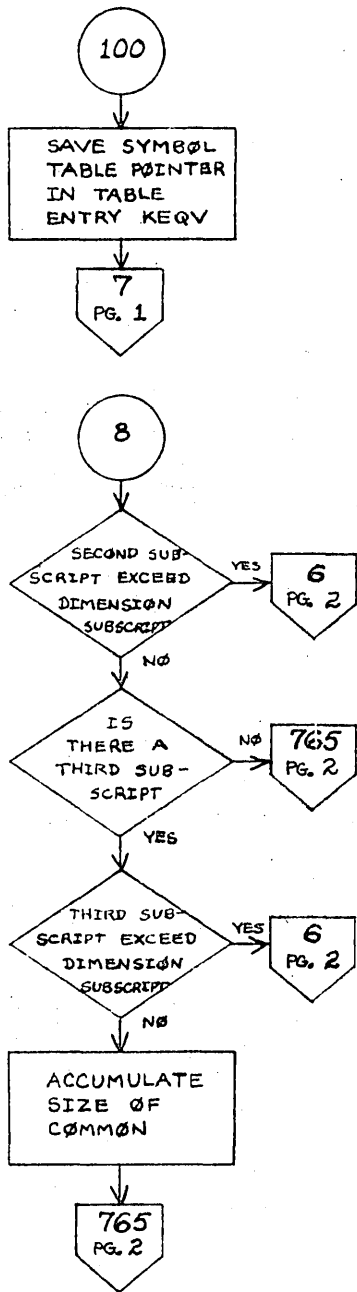 100
SAVE SYMBØL
TABLE PØINTER
IN TABLE
ENTRY KEQV
7
PG. 1
8
SECOND SUB-
SCRIPT EXCEED
DIMENSIØN
SUBSCRIPT
YES
6
PG. 2
NØ
IS
THERE A
THIRD SUB-
SCRIPT
NØ
765
PG. 2
YES
THIRD SUB-
SCRIPT EXCEED
DIMENSIØN
SUBSCRIPT
YES
6
PG. 2
NØ
ACCUMULATE
SIZE ØF
CØMMØN
765
PG. 2